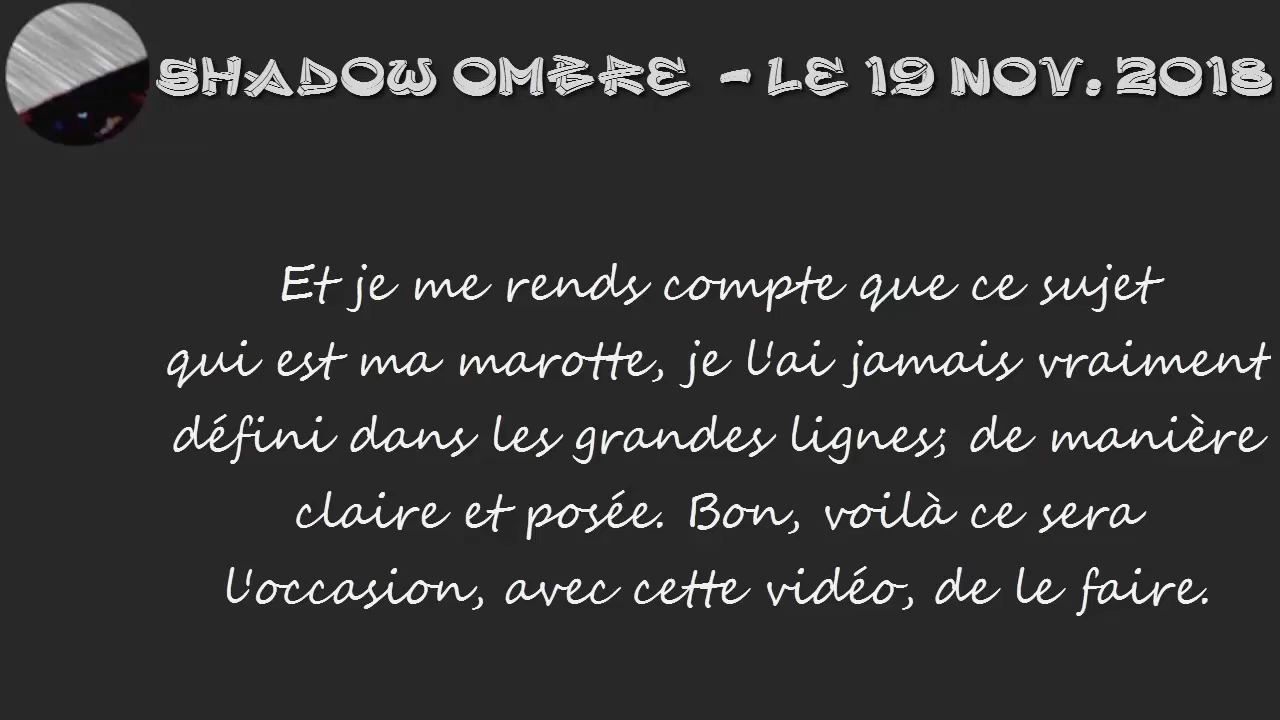 SHADOW OMBRE - LE 19 NOV. 2018
Et je me rends compte que ce sujet
qui est ma marotte, je l'ai jamais vraiment
défini dans les grandes lignes; de manière
claire et posée. Bon, voilà ce sera
l'occasion, avec cette vidéo, de le faire.